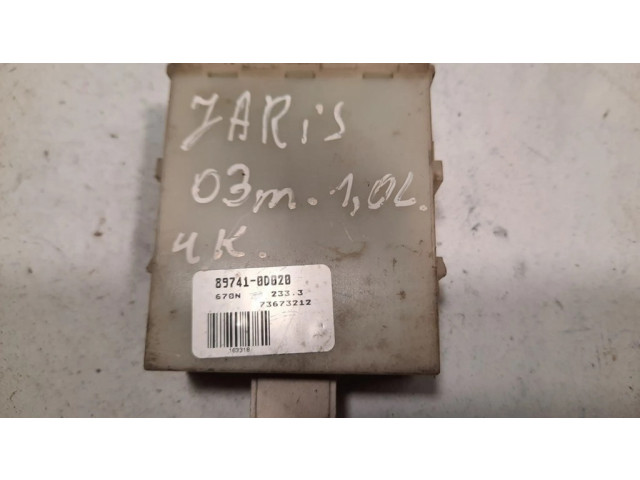 JARiS
03m. 1,0L.
4K.
89741-0D020
670N 233.3
73673212